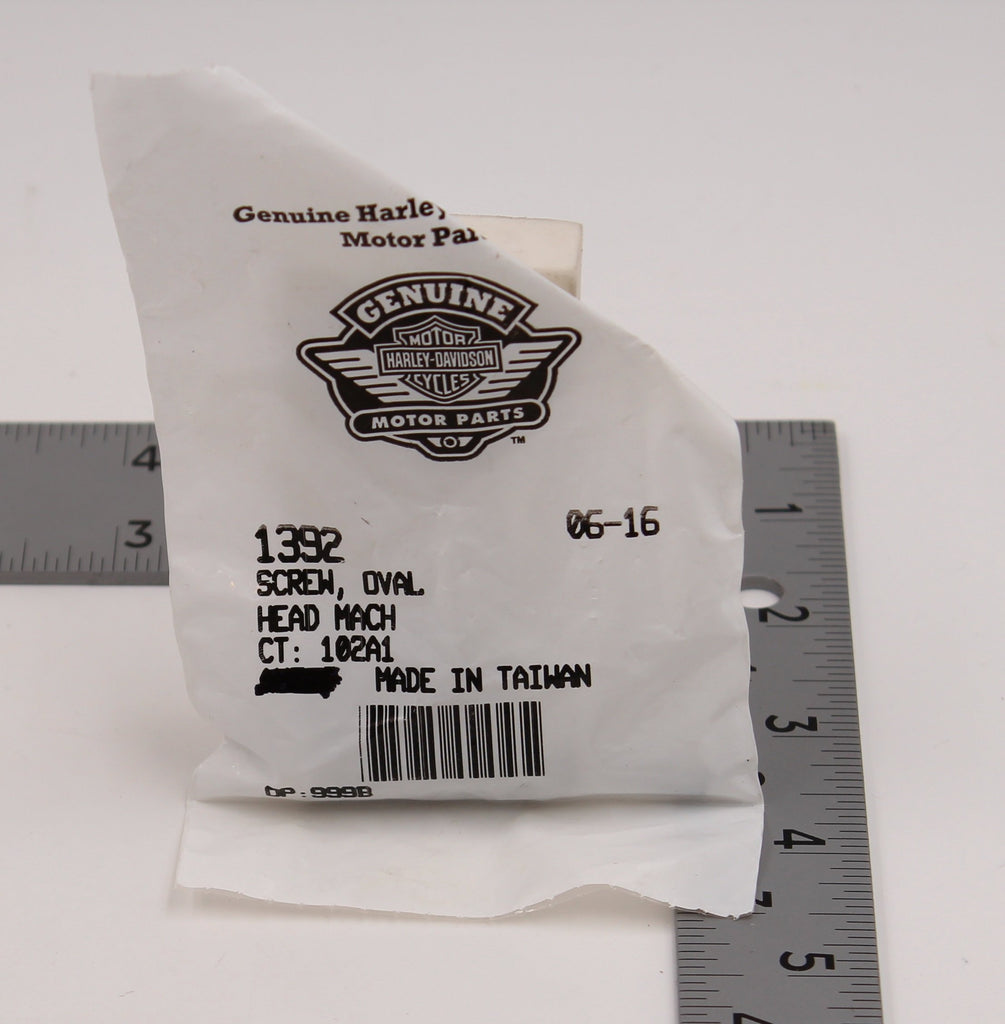 Genuine Harley
Motor Par
GENUINE
MOTOR
HARLEY-DAVIDSON
CYCLES
MOTOR PARTS
TM
06-16
1392
SCREW, OVAL
HEAD MACH
CT: 102A1
MADE IN TAIWAN
OP:999B
4
3
1
2
3
4
5